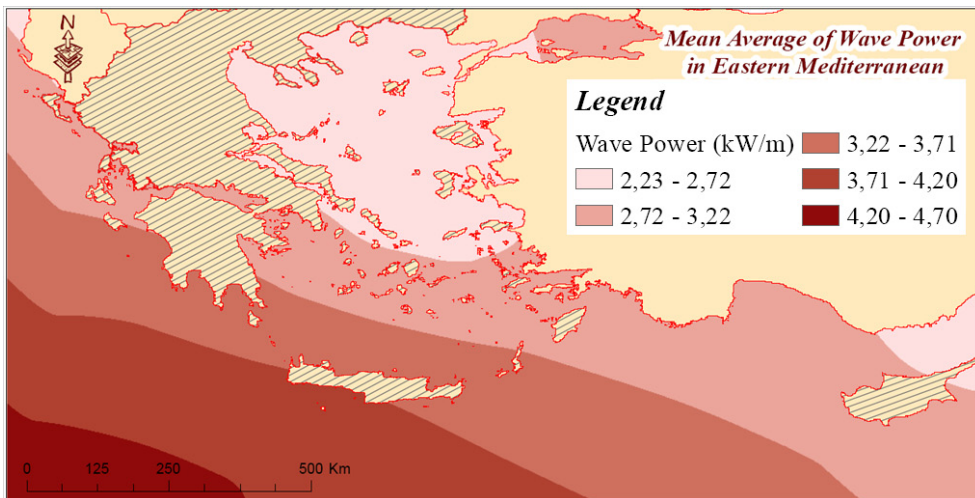 N
Mean Average of Wave Power
in Eastern Mediterranean
Legend
Wave Power (kW/m)
2,23 - 2,72
2,72 - 3,22
3,22 - 3,71
3,71 - 4,20
4,20 - 4,70
0 125 250 500 Km